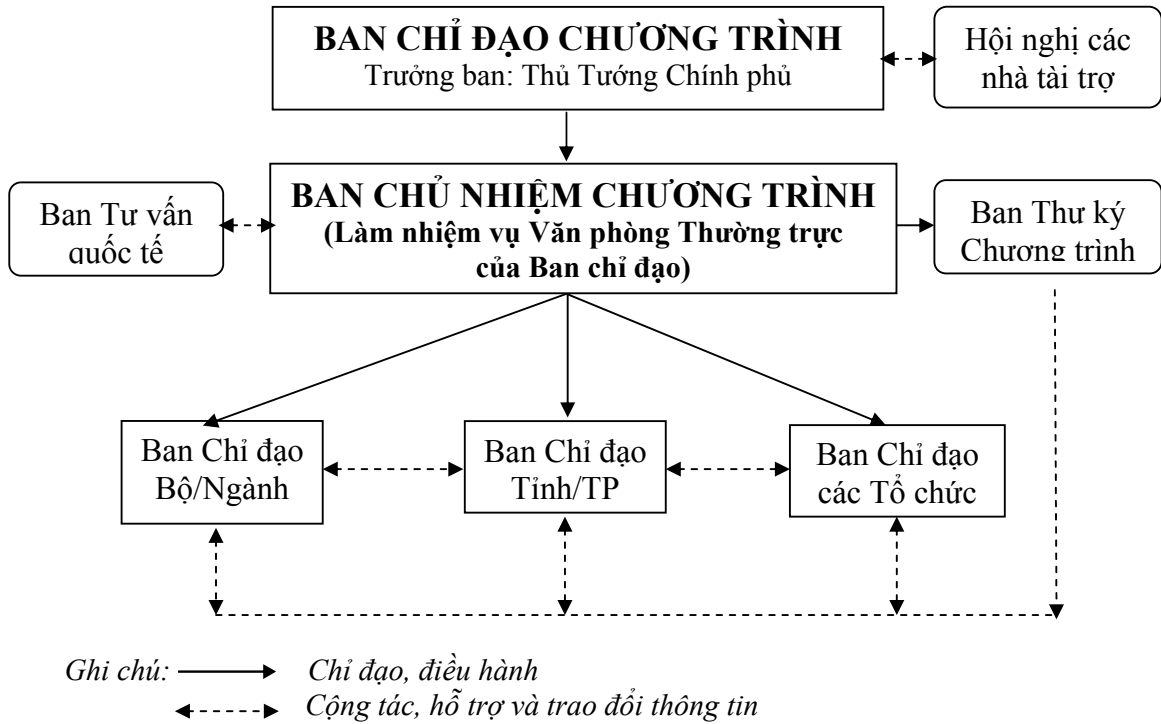 BAN CHỈ ĐẠO CHƯƠNG TRÌNH
Trưởng ban: Thủ Tướng Chính phủ
Hội nghị các
nhà tài trợ
Ban Tư vấn
quốc tế
BAN CHỦ NHIỆM CHƯƠNG TRÌNH
(Làm nhiệm vụ Văn phòng Thường trực
của Ban chỉ đạo)
Ban Thư ký
Chương trình
Ban Chỉ đạo
Bộ/Ngành
Ban Chỉ đạo
Tỉnh/TP
Ban Chỉ đạo
các Tổ chức
Ghi chú: Chỉ đạo, điều hành
Cộng tác, hỗ trợ và trao đổi thông tin